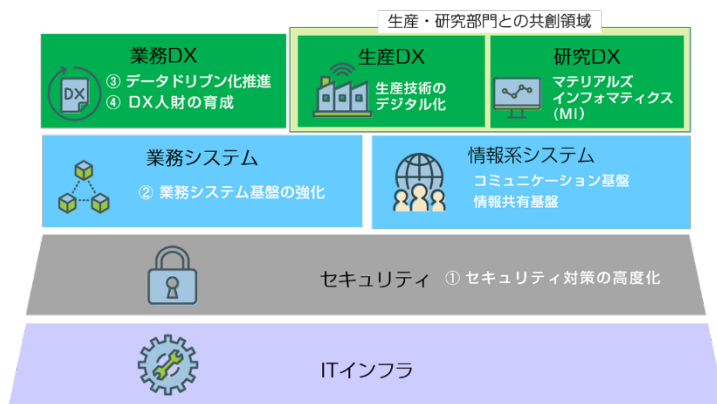 生産・研究部門との共創領域
業務DX
③ データドリブン化推進
④ DX人財の育成
DX
生産DX
生産技術の
デジタル化
研究DX
マテリアルズ
インフォマティクス
(MI)
業務システム
② 業務システム基盤の強化
情報系システム
コミュニケーション基盤
情報共有基盤
セキュリティ ① セキュリティ対策の高度化
ITインフラ